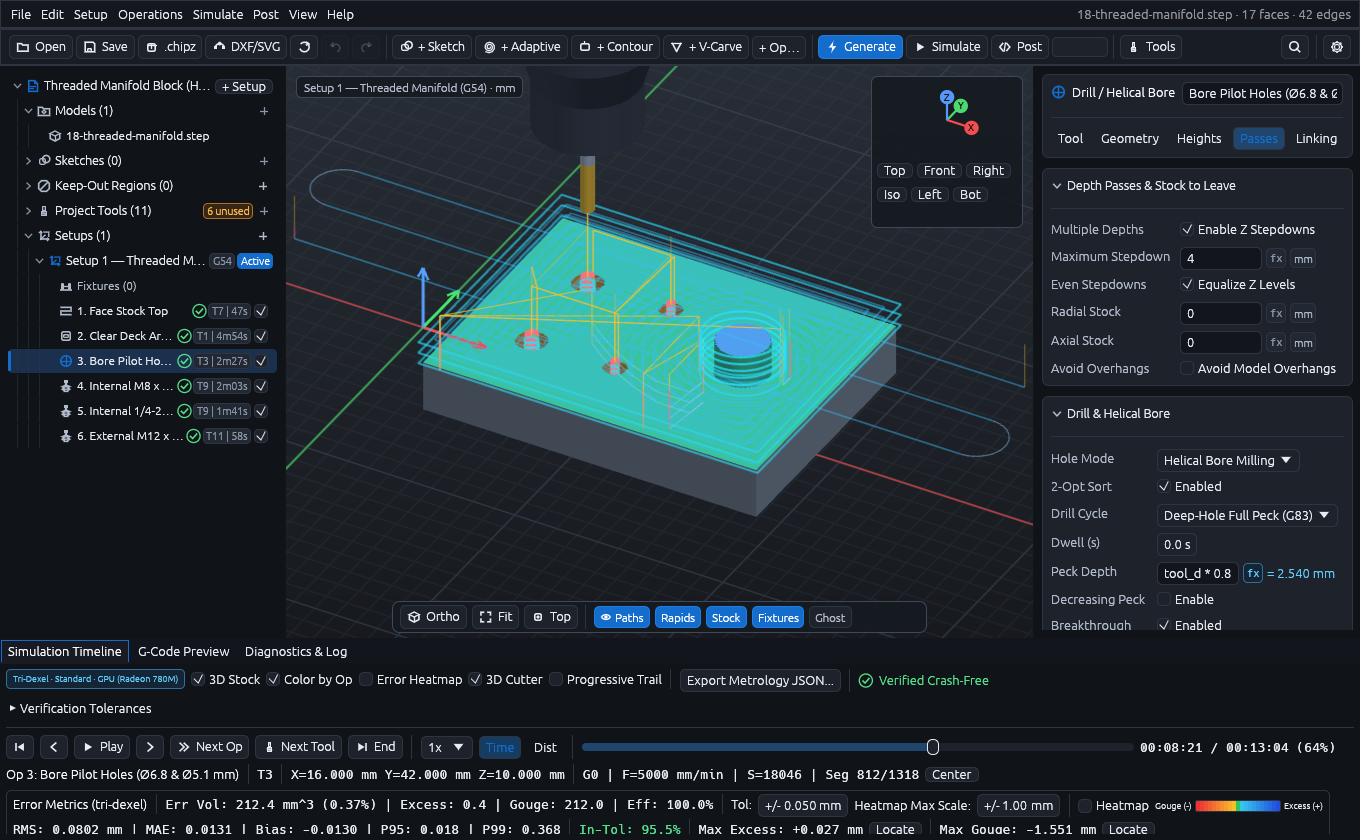 File Edit Setup Operations Simulate Post View Help
18-threaded-manifold.step · 17 faces · 42 edges
Open Save .chipz DXF/SVG + Sketch + Adaptive + Contour + V-Carve + Op... Generate Simulate Post Tools
Threaded Manifold Block (H... + Setup
Models (1) +
18-threaded-manifold.step
Sketches (0) +
Keep-Out Regions (0) +
Project Tools (11) 6 unused +
Setups (1) +
Setup 1 — Threaded M... G54 Active
Fixtures (0)
1. Face Stock Top T7 | 47s
2. Clear Deck Ar... T1 | 4m54s
3. Bore Pilot Ho... T3 | 2m27s
4. Internal M8 x ... T9 | 2m03s
5. Internal 1/4-2... T9 | 1m41s
6. External M12 x ... T11 | 58s
Setup 1 — Threaded Manifold (G54) · mm
Z
Y
X
Top Front Right
Iso Left Bot
Ortho Fit Top Paths Rapids Stock Fixtures Ghost
Drill / Helical Bore Bore Pilot Holes (Ø6.8 & Ø
Tool Geometry Heights Passes Linking
Depth Passes & Stock to Leave
Multiple Depths Enable Z Stepdowns
Maximum Stepdown 4 fx mm
Even Stepdowns Equalize Z Levels
Radial Stock 0 fx mm
Axial Stock 0 fx mm
Avoid Overhangs Avoid Model Overhangs
Drill & Helical Bore
Hole Mode Helical Bore Milling
2-Opt Sort Enabled
Drill Cycle Deep-Hole Full Peck (G83)
Dwell (s) 0.0 s
Peck Depth tool_d * 0.8 fx = 2.540 mm
Decreasing Peck Enable
Breakthrough Enabled
Simulation Timeline G-Code Preview Diagnostics & Log
Tri-Dexel · Standard · GPU (Radeon 780M) 3D Stock Color by Op Error Heatmap 3D Cutter Progressive Trail Export Metrology JSON... Verified Crash-Free
Verification Tolerances
Play Next Op Next Tool End 1x Time Dist 00:08:21 / 00:13:04 (64%)
Op 3: Bore Pilot Holes (Ø6.8 & Ø5.1 mm) T3 X=16.000 mm Y=42.000 mm Z=10.000 mm G0 | F=5000 mm/min | S=18046 | Seg 812/1318 Center
Error Metrics (tri-dexel) Err Vol: 212.4 mm^3 (0.37%) | Excess: 0.4 | Gouge: 212.0 | Eff: 100.0% Tol: +/- 0.050 mm Heatmap Max Scale: +/- 1.00 mm Heatmap Gouge (-) Excess (+)
RMS: 0.0802 mm | MAE: 0.0131 | Bias: -0.0130 | P95: 0.018 | P99: 0.368 In-Tol: 95.5% Max Excess: +0.027 mm Locate Max Gouge: -1.551 mm Locate